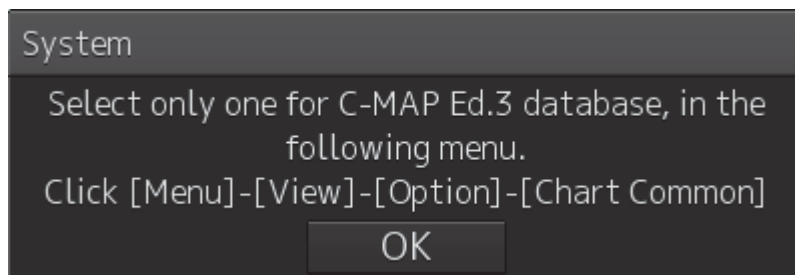 System
Select only one for C-MAP Ed.3 database, in the
following menu.
Click [Menu]-[View]-[Option]-[Chart Common]
OK